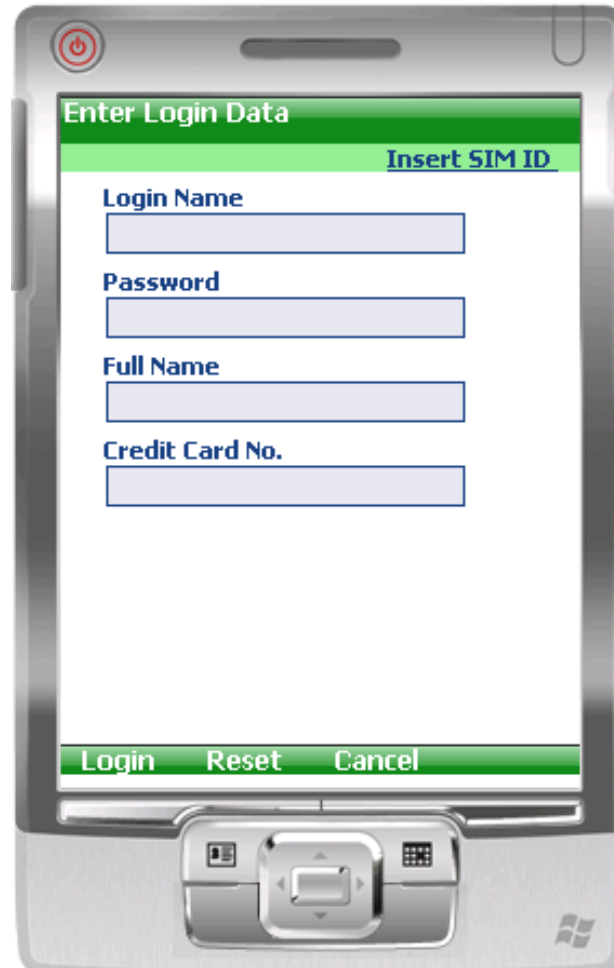 Enter Login Data
Insert SIM ID
Login Name
Password
Full Name
Credit Card No.
Login Reset Cancel